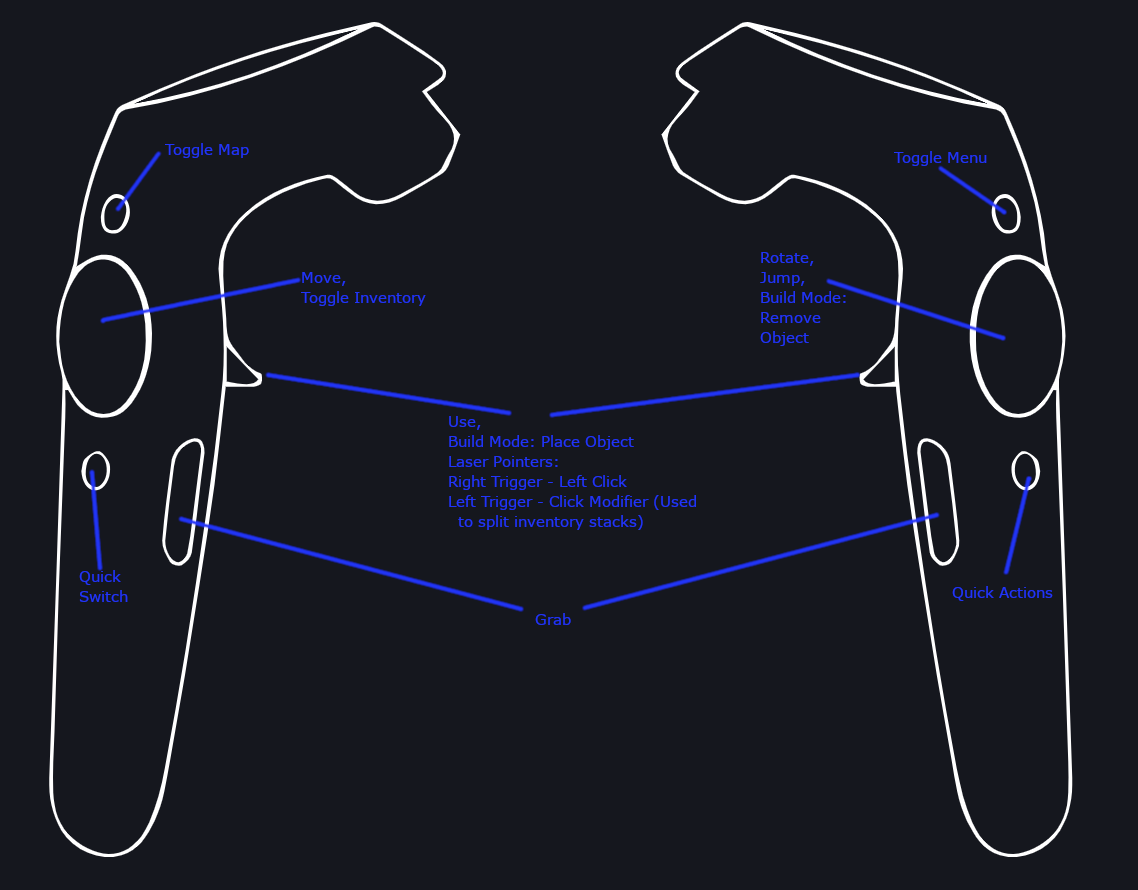 Toggle Map
Toggle Menu
Move,
Toggle Inventory
Rotate,
Jump,
Build Mode:
Remove
Object
Use,
Build Mode: Place Object
Laser Pointers:
Right Trigger - Left Click
Left Trigger - Click Modifier (Used
to split inventory stacks)
Quick
Switch
Grab
Quick Actions